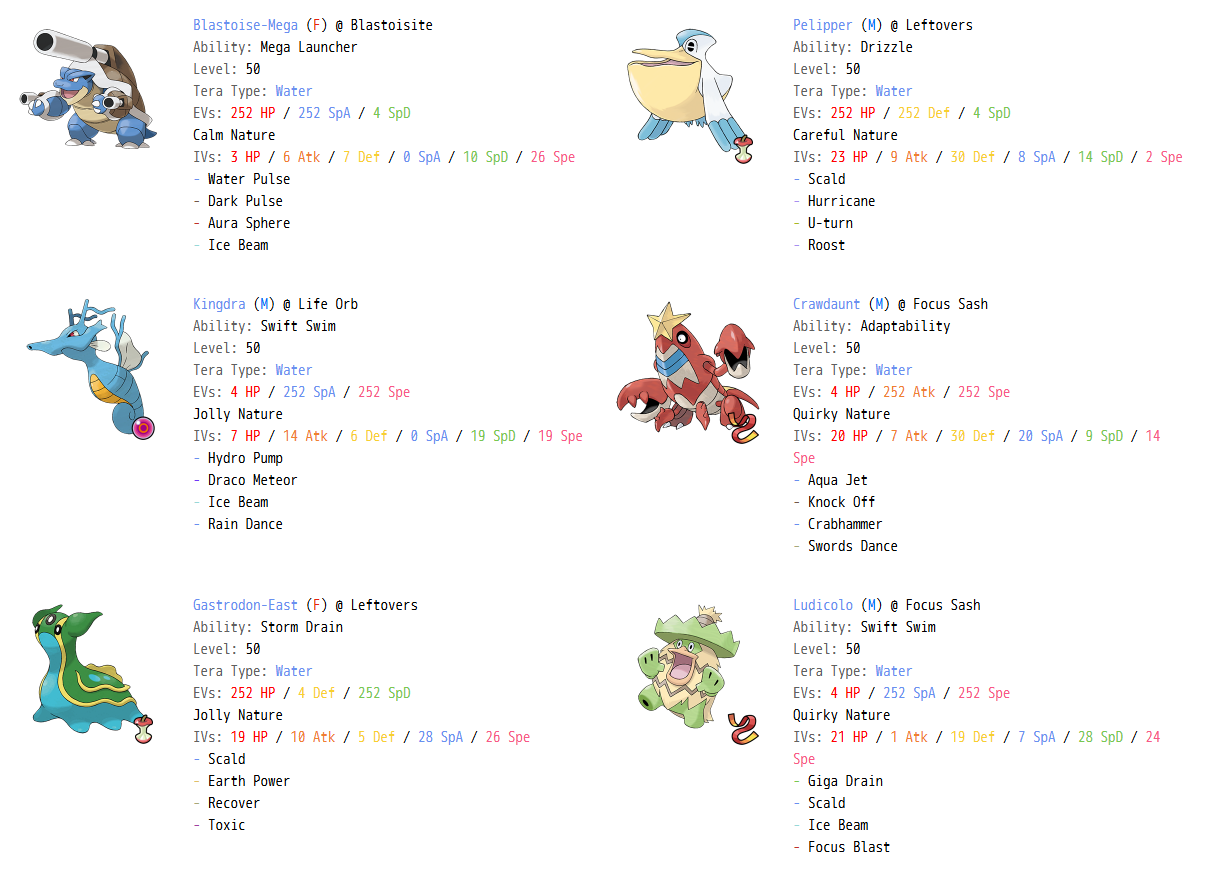 Blastoise-Mega (F) @ Blastoisite
Ability: Mega Launcher
Level: 50
Tera Type: Water
EVs: 252 HP / 252 SpA / 4 SpD
Calm Nature
IVs: 3 HP / 6 Atk / 7 Def / 0 SpA / 10 SpD / 26 Spe
- Water Pulse
- Dark Pulse
- Aura Sphere
- Ice Beam
Pelipper (M) @ Leftovers
Ability: Drizzle
Level: 50
Tera Type: Water
EVs: 252 HP / 252 Def / 4 SpD
Careful Nature
IVs: 23 HP / 9 Atk / 30 Def / 8 SpA / 14 SpD / 2 Spe
- Scald
- Hurricane
- U-turn
- Roost
Kingdra (M) @ Life Orb
Ability: Swift Swim
Level: 50
Tera Type: Water
EVs: 4 HP / 252 SpA / 252 Spe
Jolly Nature
IVs: 7 HP / 14 Atk / 6 Def / 0 SpA / 19 SpD / 19 Spe
- Hydro Pump
- Draco Meteor
- Ice Beam
- Rain Dance
Crawdaunt (M) @ Focus Sash
Ability: Adaptability
Level: 50
Tera Type: Water
EVs: 4 HP / 252 Atk / 252 Spe
Quirky Nature
IVs: 20 HP / 7 Atk / 30 Def / 20 SpA / 9 SpD / 14
Spe
- Aqua Jet
- Knock Off
- Crabhammer
- Swords Dance
Gastrodon-East (F) @ Leftovers
Ability: Storm Drain
Level: 50
Tera Type: Water
EVs: 252 HP / 4 Def / 252 SpD
Jolly Nature
IVs: 19 HP / 10 Atk / 5 Def / 28 SpA / 26 Spe
- Scald
- Earth Power
- Recover
- Toxic
Ludicolo (M) @ Focus Sash
Ability: Swift Swim
Level: 50
Tera Type: Water
EVs: 4 HP / 252 SpA / 252 Spe
Quirky Nature
IVs: 21 HP / 1 Atk / 19 Def / 7 SpA / 28 SpD / 24
Spe
- Giga Drain
- Scald
- Ice Beam
- Focus Blast